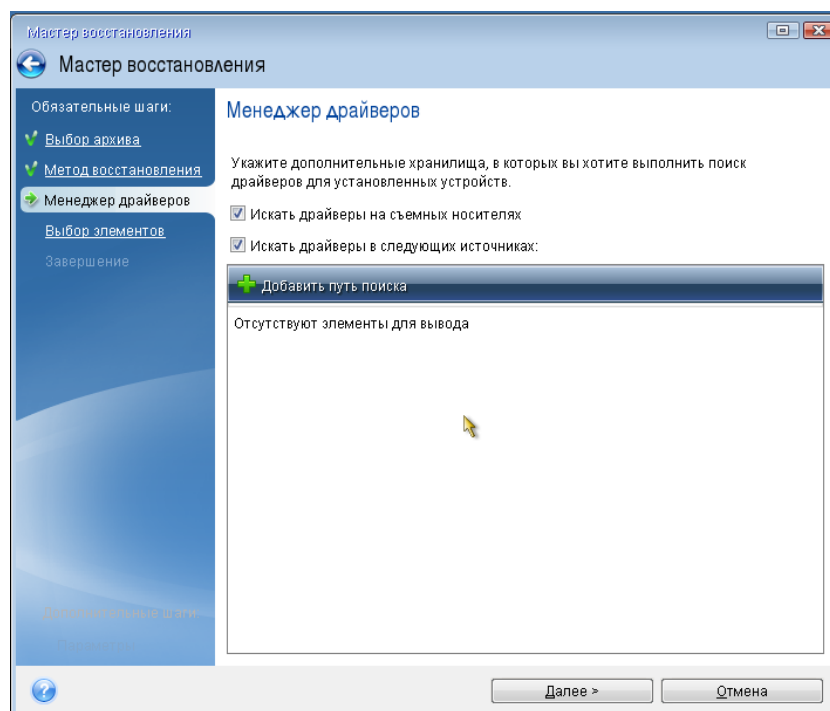 Мастер восстановления
Мастер восстановления
Обязательные шаги:
Выбор архива
Метод восстановления
Менеджер драйверов
Выбор элементов
Завершение
Менеджер драйверов
Укажите дополнительные хранилища, в которых вы хотите выполнить поиск
драйверов для установленных устройств.
Искать драйверы на съемных носителях
Искать драйверы в следующих источниках:
Добавить путь поиска
Отсутствуют элементы для вывода
шаги:
?
Далее >
Отмена